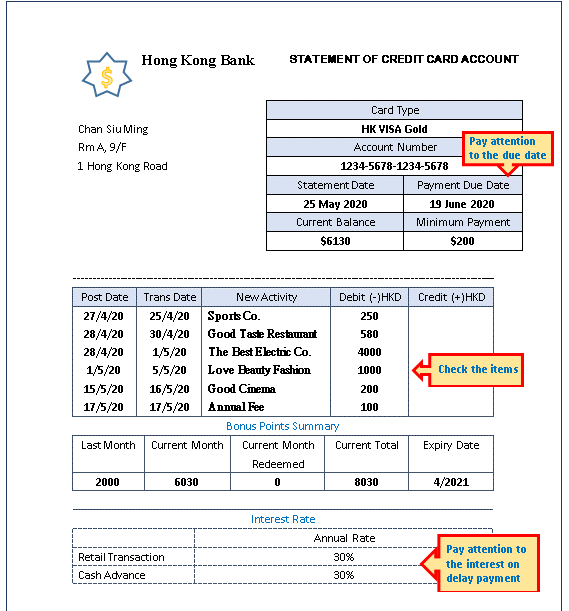 Hong Kong Bank
STATEMENT OF CREDIT CARD ACCOUNT
Chan Siu Ming
Rm A, 9/F
1 Hong Kong Road
Card Type
HK VISA Gold
Account Number
1234-5678-1234-5678
Pay attention
to the due date
Statement Date Payment Due Date
25 May 2020 19 June 2020
Current Balance Minimum Payment
$6130 $200
Post Date Trans Date New Activity Debit (-)HKD Credit (+)HKD
27/4/20 25/4/20 Sports Co. 250
28/4/20 30/4/20 Good Taste Restaurant 580
28/4/20 1/5/20 The Best Electric Co. 4000
1/5/20 5/5/20 Love Beauty Fashion 1000
15/5/20 16/5/20 Good Cinema 200
17/5/20 17/5/20 Annual Fee 100
Check the items
Bonus Points Summary
Last Month Current Month Current Month Current Total Expiry Date
Redeemed
2000 6030 0 8030 4/2021
Interest Rate
Annual Rate
Retail Transaction 30%
Cash Advance 30%
Pay attention to
the interest on
delay payment
$